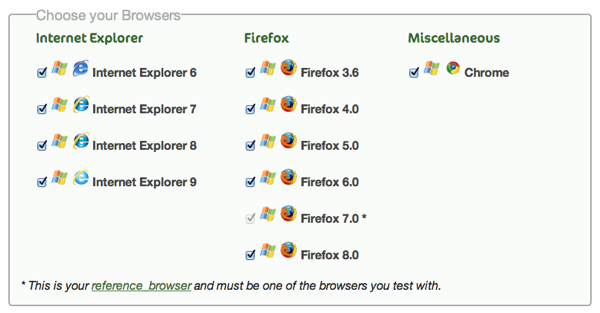 Choose your Browsers
Internet Explorer
Internet Explorer 6
Internet Explorer 7
Internet Explorer 8
Internet Explorer 9
Firefox
Firefox 3.6
Firefox 4.0
Firefox 5.0
Firefox 6.0
Firefox 7.0 *
Firefox 8.0
Miscellaneous
Chrome
* This is your reference browser and must be one of the browsers you test with.